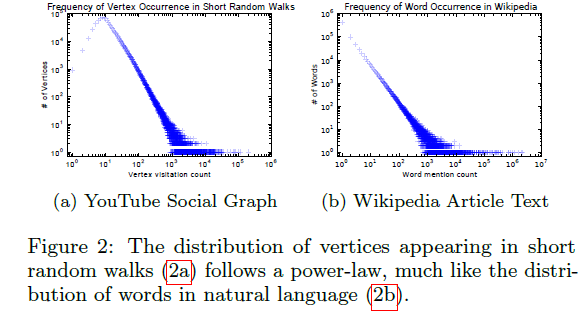 Frequency of Vertex Occurrence in Short Random Walks
Frequency of Word Occurrence in Wikipedia
# of Vertices
10^5
10^4
10^3
10^2
10^1
10^0
10^0 10^1 10^2 10^3 10^4 10^5 10^6
Vertex visitation count
# of Words
10^6
10^5
10^4
10^3
10^2
10^1
10^0
10^0 10^1 10^2 10^3 10^4 10^5 10^6 10^7
Word mention count
(a) YouTube Social Graph
(b) Wikipedia Article Text
Figure 2: The distribution of vertices appearing in short
random walks (2a) follows a power-law, much like the distri-
bution of words in natural language (2b).